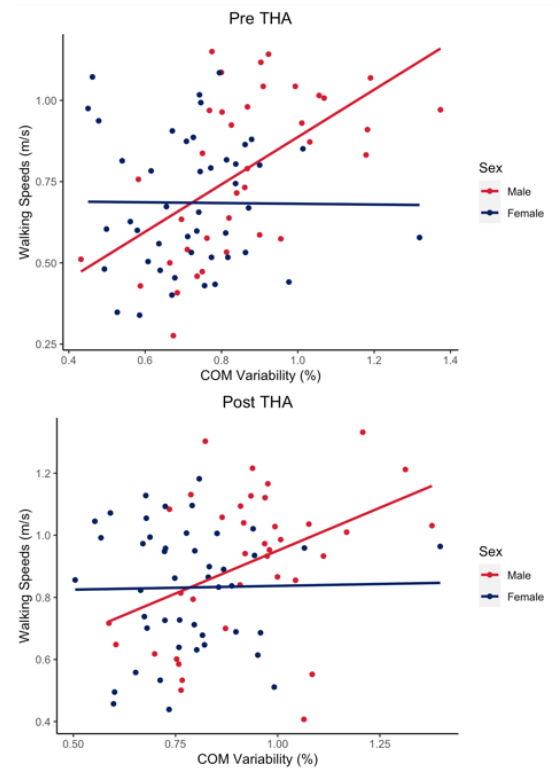 Pre THA
Walking Speeds (m/s)
1.00
0.75
0.50
0.25
0.4
0.6
0.8
1.0
1.2
1.4
COM Variability (%)
Sex
Male
Female
Post THA
Walking Speeds (m/s)
1.2
1.0
0.8
0.6
0.4
0.50
0.75
1.00
1.25
COM Variability (%)
Sex
Male
Female